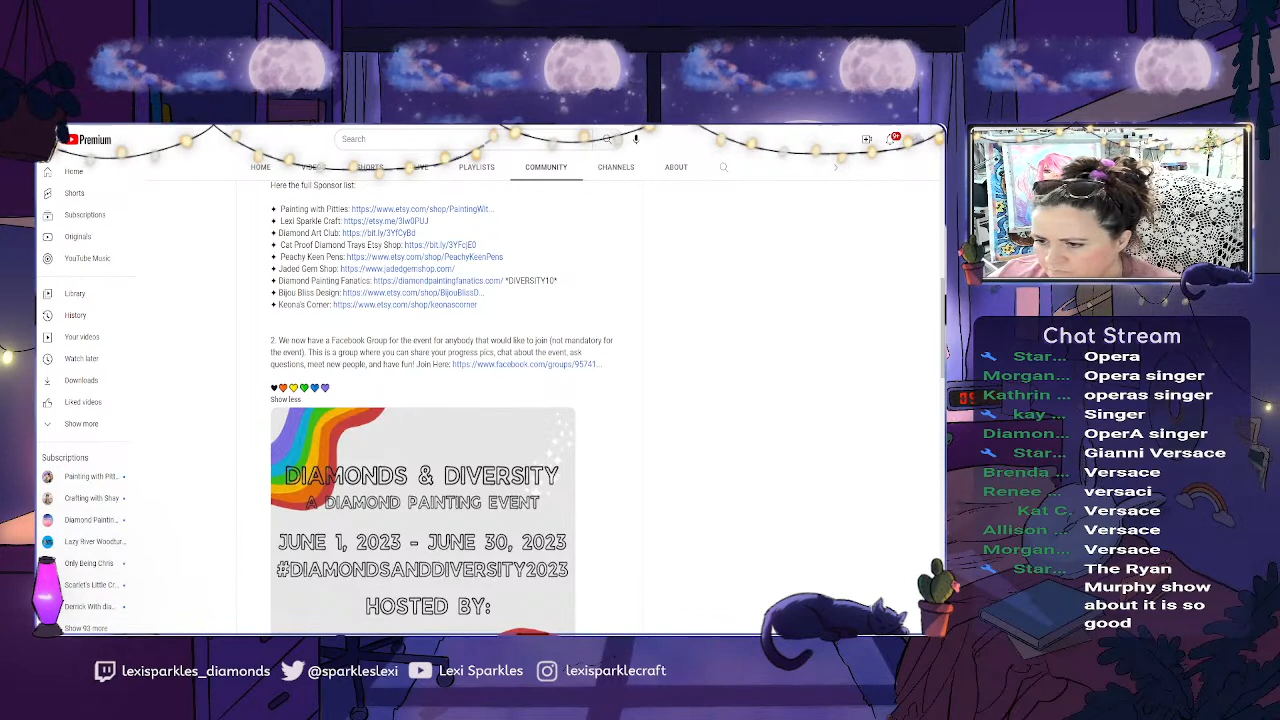 Premium
Search
9+
HOME
SHORTS
PLAYLISTS
COMMUNITY
CHANNELS
ABOUT
Home
Shorts
Subscriptions
Originals
YouTube Music
Library
History
Your videos
Watch later
Downloads
Liked videos
Show more
Subscriptions
Painting with Pitt...
Crafting with Shay
Diamond Paintin...
Lazy River Woodtur...
Only Being Chris
Scarlet's Little Cr...
Derrick With dia...
Show 93 more
Here the full Sponsor list:
✦ Painting with Pitties: https://www.etsy.com/shop/PaintingWit...
✦ Lexi Sparkle Craft: https://etsy.me/3Iw0PUJ
✦ Diamond Art Club: https://bit.ly/3YfCyBd
✦ Cat Proof Diamond Trays Etsy Shop: https://bit.ly/3YFcjE0
✦ Peachy Keen Pens: https://www.etsy.com/shop/PeachyKeenPens
✦ Jaded Gem Shop: https://www.jadedgemshop.com/
✦ Diamond Painting Fanatics: https://diamondpaintingfanatics.com/ *DIVERSITY10*
✦ Bijou Bliss Design: https://www.etsy.com/shop/BijouBlissD...
✦ Keona's Corner: https://www.etsy.com/shop/keonascorner
2. We now have a Facebook Group for the event for anybody that would like to join (not mandatory for
the event). This is a group where you can share your progress pics, chat about the event, ask
questions, meet new people, and have fun! Join Here: https://www.facebook.com/groups/95741...
Show less
DIAMONDS & DIVERSITY
A DIAMOND PAINTING EVENT
JUNE 1, 2023 - JUNE 30, 2023
#DIAMONDSANDDIVERSITY2023
HOSTED BY:
Chat Stream
Star... Opera
Morgan... Opera singer
Kathrin ... operas singer
kay ... Singer
Diamon... OperA singer
Star... Gianni Versace
Brenda ... Versace
Renee ... versaci
Kat C. Versace
Allison ... Versace
Morgan... Versace
Star... The Ryan
Murphy show
about it is
good
lexisparkles_diamonds @sparkleslexi Lexi Sparkles lexisparklecraft